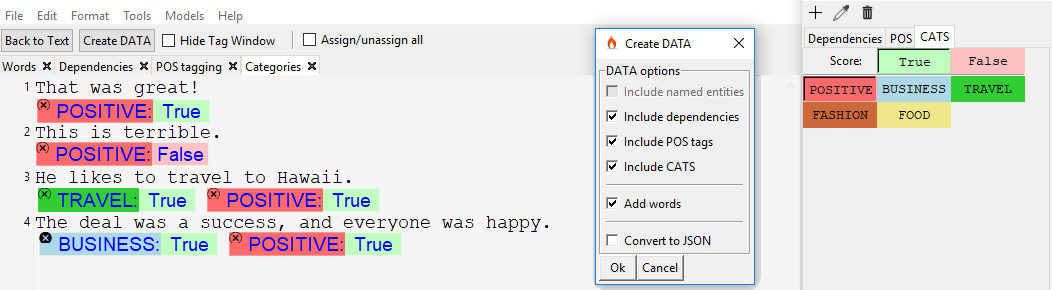 File Edit Format Tools Models Help
Back to Text Create DATA Hide Tag Window Assign/unassign all
Words Dependencies POS tagging Categories
1 That was great!
POSITIVE: True
2 This is terrible.
POSITIVE: False
3 He likes to travel to Hawaii.
TRAVEL: True POSITIVE: True
4 The deal was a success, and everyone was happy.
BUSINESS: True POSITIVE: True
Create DATA
DATA options
Include named entities
Include dependencies
Include POS tags
Include CATS
Add words
Convert to JSON
Ok Cancel
Dependencies POS CATS
Score: True False
POSITIVE BUSINESS TRAVEL
FASHION FOOD